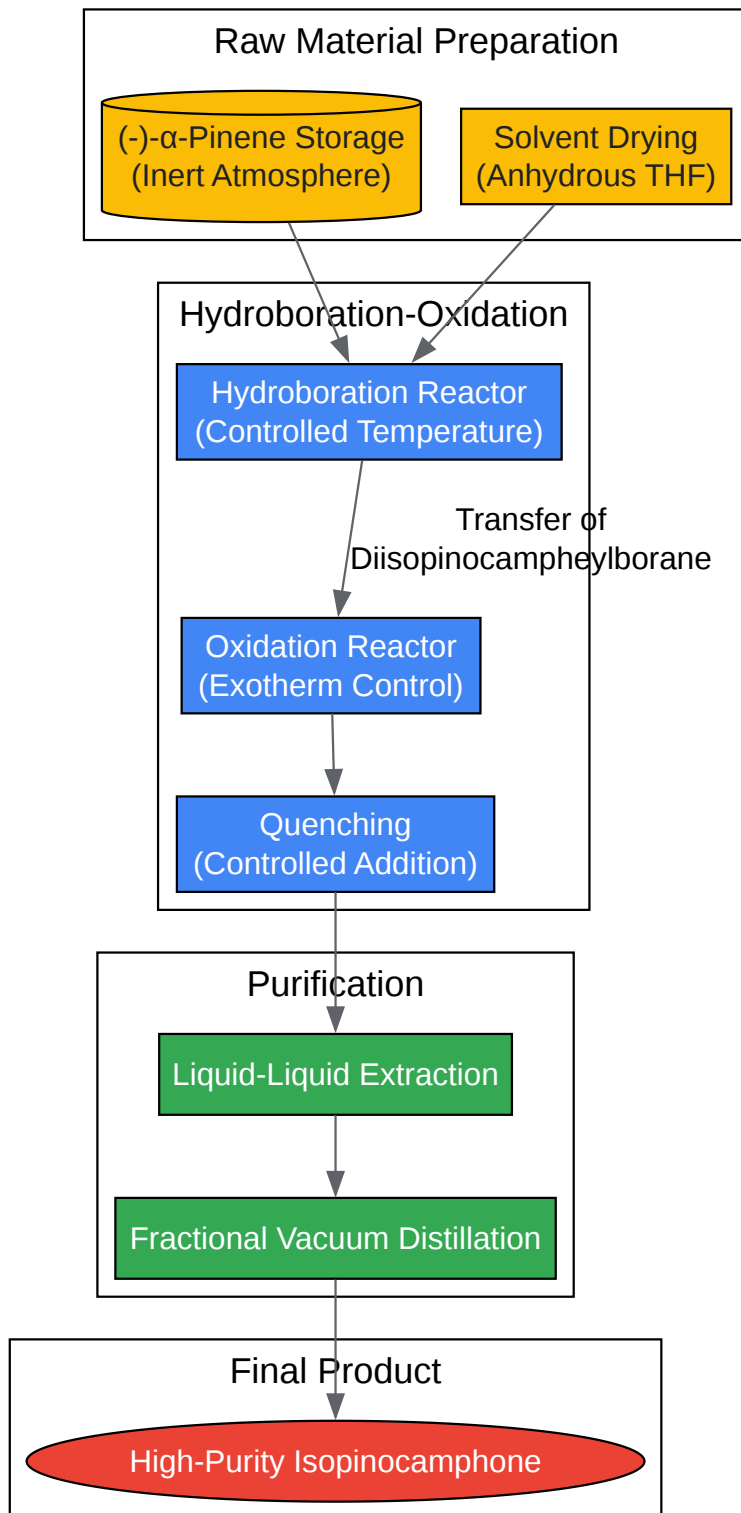 Raw Material Preparation
(-)-α-Pinene Storage
(Inert Atmosphere)
Solvent Drying
(Anhydrous THF)
Hydroboration-Oxidation
Hydroboration Reactor
(Controlled Temperature)
Transfer of
Diisopinocampheylborane
Oxidation Reactor
(Exotherm Control)
Quenching
(Controlled Addition)
Purification
Liquid-Liquid Extraction
Fractional Vacuum Distillation
Final Product
High-Purity Isopinocamphone